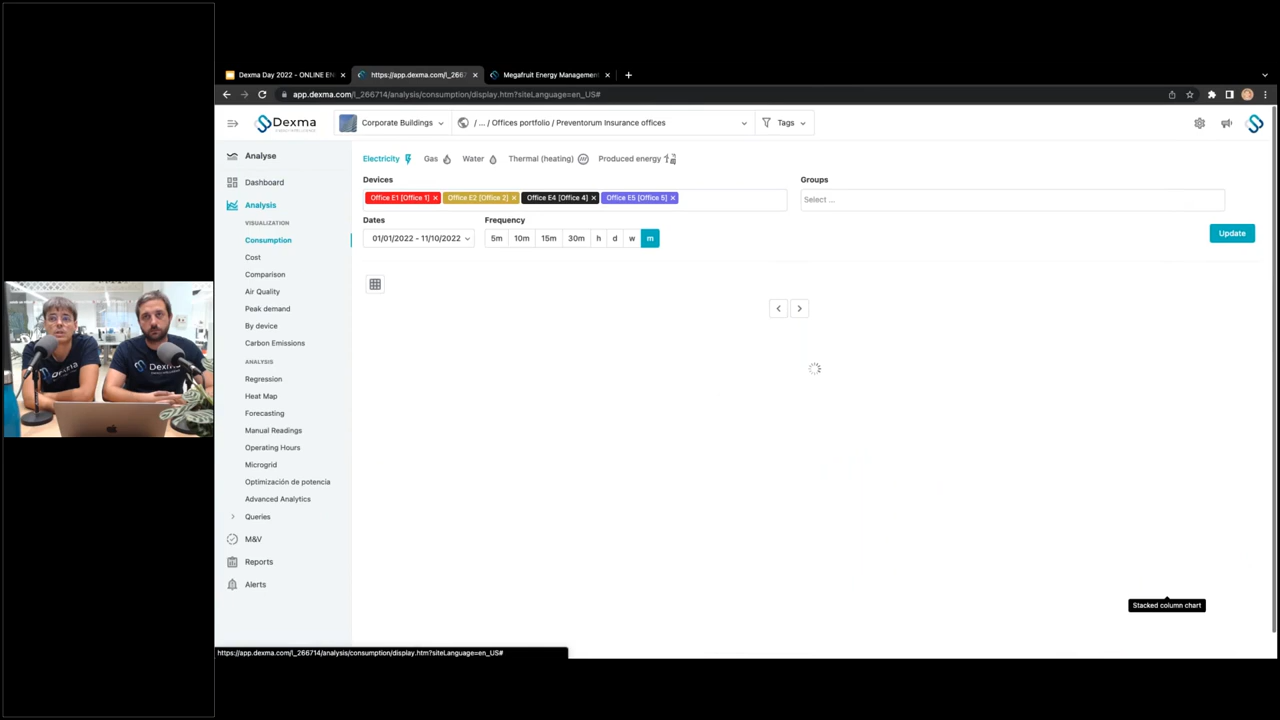 Dexma Day 2022 - ONLINE EN
https://app.dexma.com/l_2667
Megafruit Energy Management
app.dexma.com/l_266714/analysis/consumption/display.htm?siteLanguage=en_US#
Dexma
Corporate Buildings
/ ... / Offices portfolio / Preventorum Insurance offices
Tags
Analyse
Dashboard
Analysis
VISUALIZATION
Consumption
Cost
Comparison
Air Quality
Peak demand
By device
Carbon Emissions
ANALYSIS
Regression
Heat Map
Forecasting
Manual Readings
Operating Hours
Microgrid
Optimización de potencia
Advanced Analytics
Queries
M&V
Reports
Alerts
Electricity
Gas
Water
Thermal (heating)
Produced energy
Devices
Groups
Office E1 [Office 1]
Office E2 [Office 2]
Office E4 [Office 4]
Office E5 [Office 5]
Select ...
Dates
Frequency
01/01/2022 - 11/10/2022
5m 10m 15m 30m h d w m
Update
Stacked column chart
https://app.dexma.com/l_266714/analysis/consumption/display.htm?siteLanguage=en_US#
Dexma
Dexma